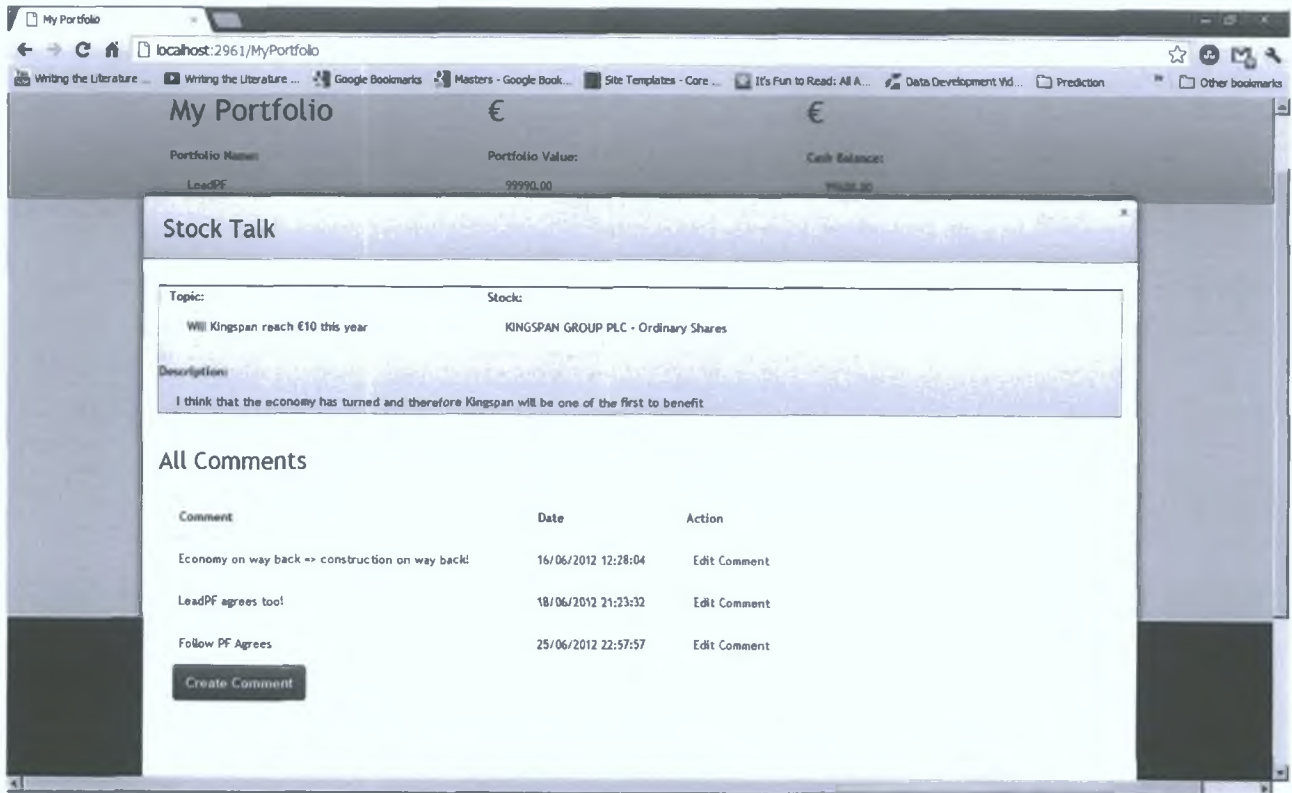 My Portfolio
localhost:2961/MyPortfolio
Writing the Literature ... Writing the Literature ... Google Bookmarks Masters - Google Book... Site Templates - Core ... It's Fun to Read: All A... Data Development Vid... Prediction » Other bookmarks
My Portfolio € €
Portfolio Name: Portfolio Value: Cash Balance:
LeadPF 99990.00
Stock Talk
Topic: Stock:
Will Kingspan reach €10 this year KINGSPAN GROUP PLC - Ordinary Shares
Description:
I think that the economy has turned and therefore Kingspan will be one of the first to benefit
All Comments
Comment Date Action
Economy on way back => construction on way back! 16/06/2012 12:28:04 Edit Comment
LeadPF agrees too! 18/06/2012 21:23:32 Edit Comment
Follow PF Agrees 25/06/2012 22:57:57 Edit Comment
Create Comment